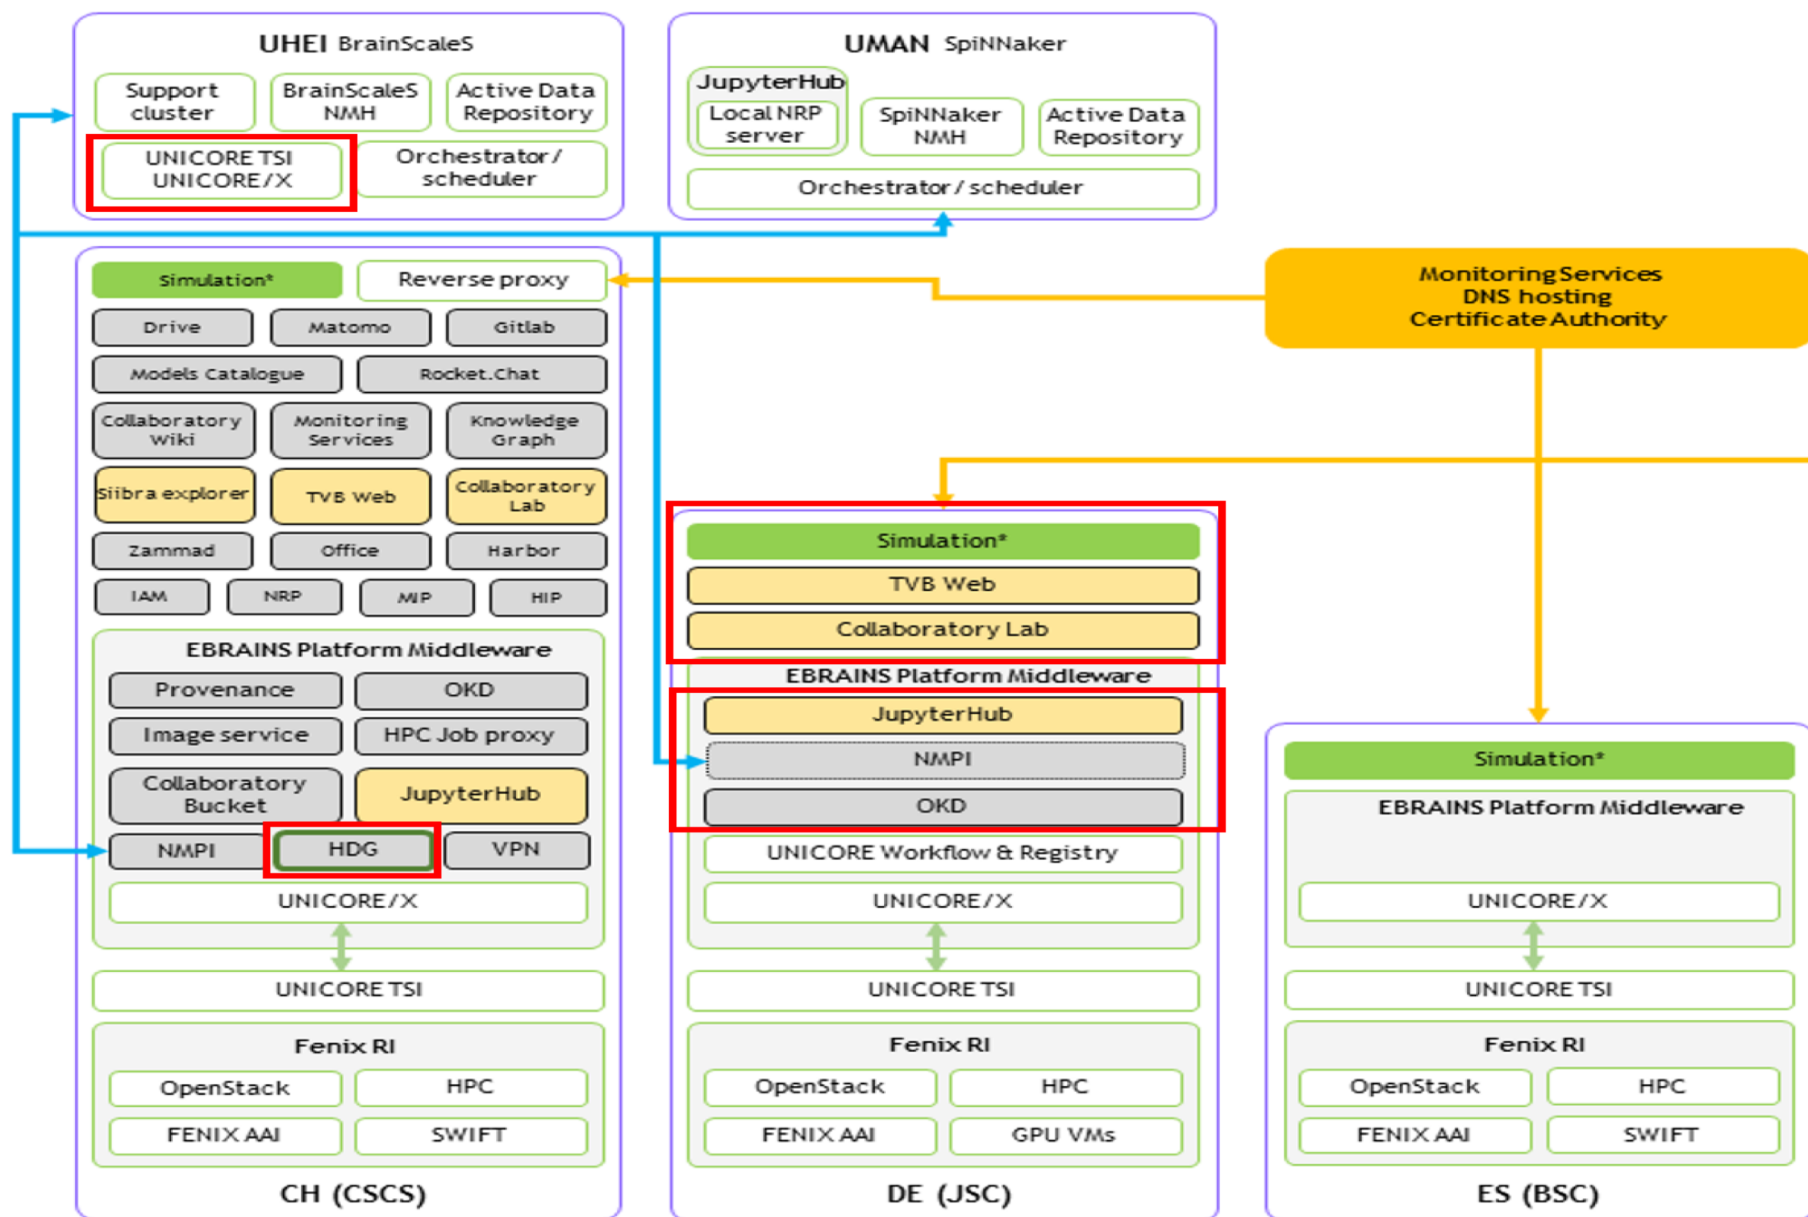 UHEI BrainScaleS
Support
cluster
BrainScaleS
NMH
Active Data
Repository
UNICORE TSI
UNICORE/X
Orchestrator /
scheduler
UMAN SpiNNaker
JupyterHub
Local NRP
server
SpiNNaker
NMH
Active Data
Repository
Orchestrator / scheduler
Monitoring Services
DNS hosting
Certificate Authority
Simulation*
Reverse proxy
Drive
Matomo
Gitlab
Models Catalogue
Rocket.Chat
Collaboratory
Wiki
Monitoring
Services
Knowledge
Graph
Siibra explorer
TVB Web
Collaboratory
Lab
Zammad
Office
Harbor
IAM
NRP
MIP
HIP
EBRAINS Platform Middleware
Provenance
OKD
Image service
HPC Job proxy
Collaboratory
Bucket
JupyterHub
NMPI
HDG
VPN
UNICORE/X
UNICORE TSI
Fenix RI
OpenStack
HPC
FENIX AAI
SWIFT
CH (CSCS)
Simulation*
TVB Web
Collaboratory Lab
EBRAINS Platform Middleware
JupyterHub
NMPI
OKD
UNICORE Workflow & Registry
UNICORE/X
UNICORE TSI
Fenix RI
OpenStack
HPC
FENIX AAI
GPU VMs
DE (JSC)
Simulation*
EBRAINS Platform Middleware
UNICORE/X
UNICORE TSI
Fenix RI
OpenStack
HPC
FENIX AAI
SWIFT
ES (BSC)